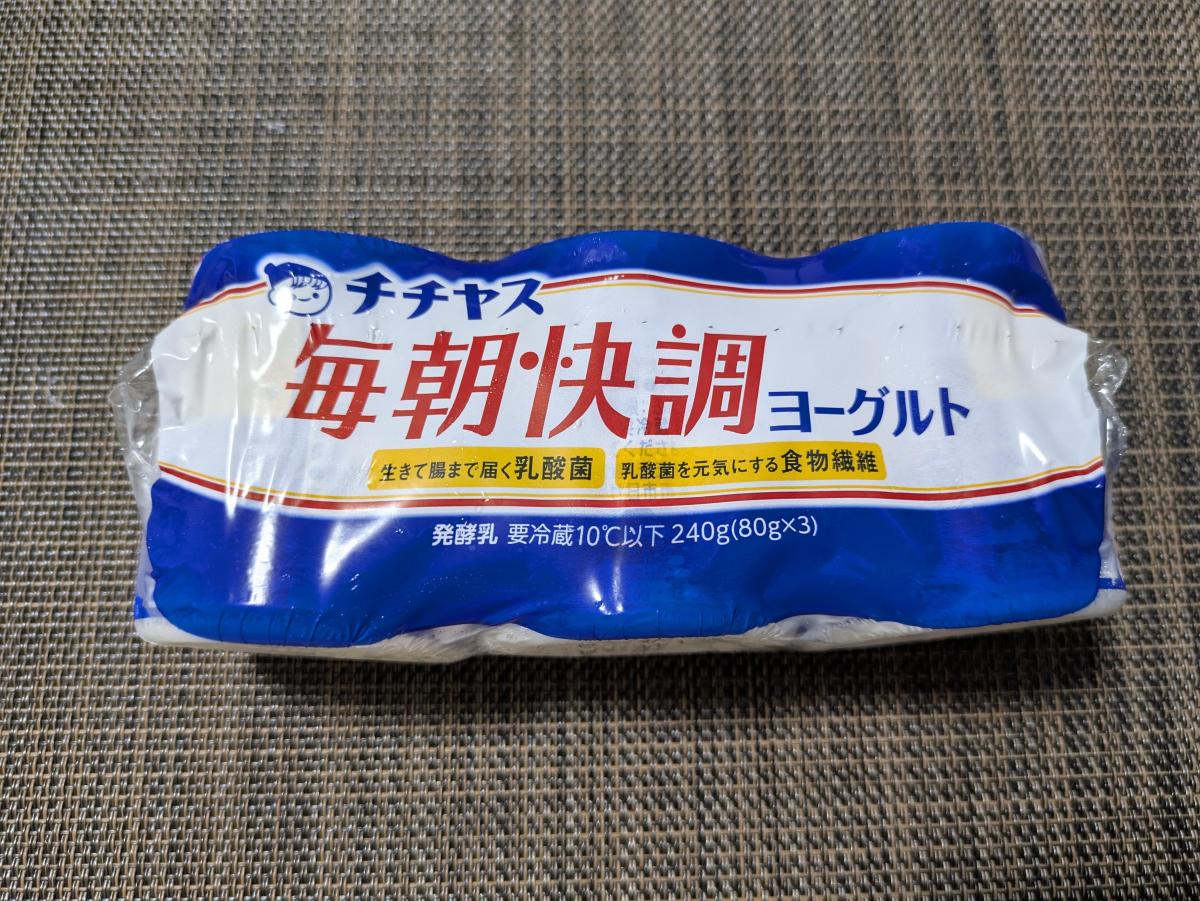 チチヤス
毎朝快調ヨーグルト
生きて腸まで届く乳酸菌 乳酸菌を元気にする食物繊維
発酵乳 要冷蔵10℃以下 240g(80g×3)